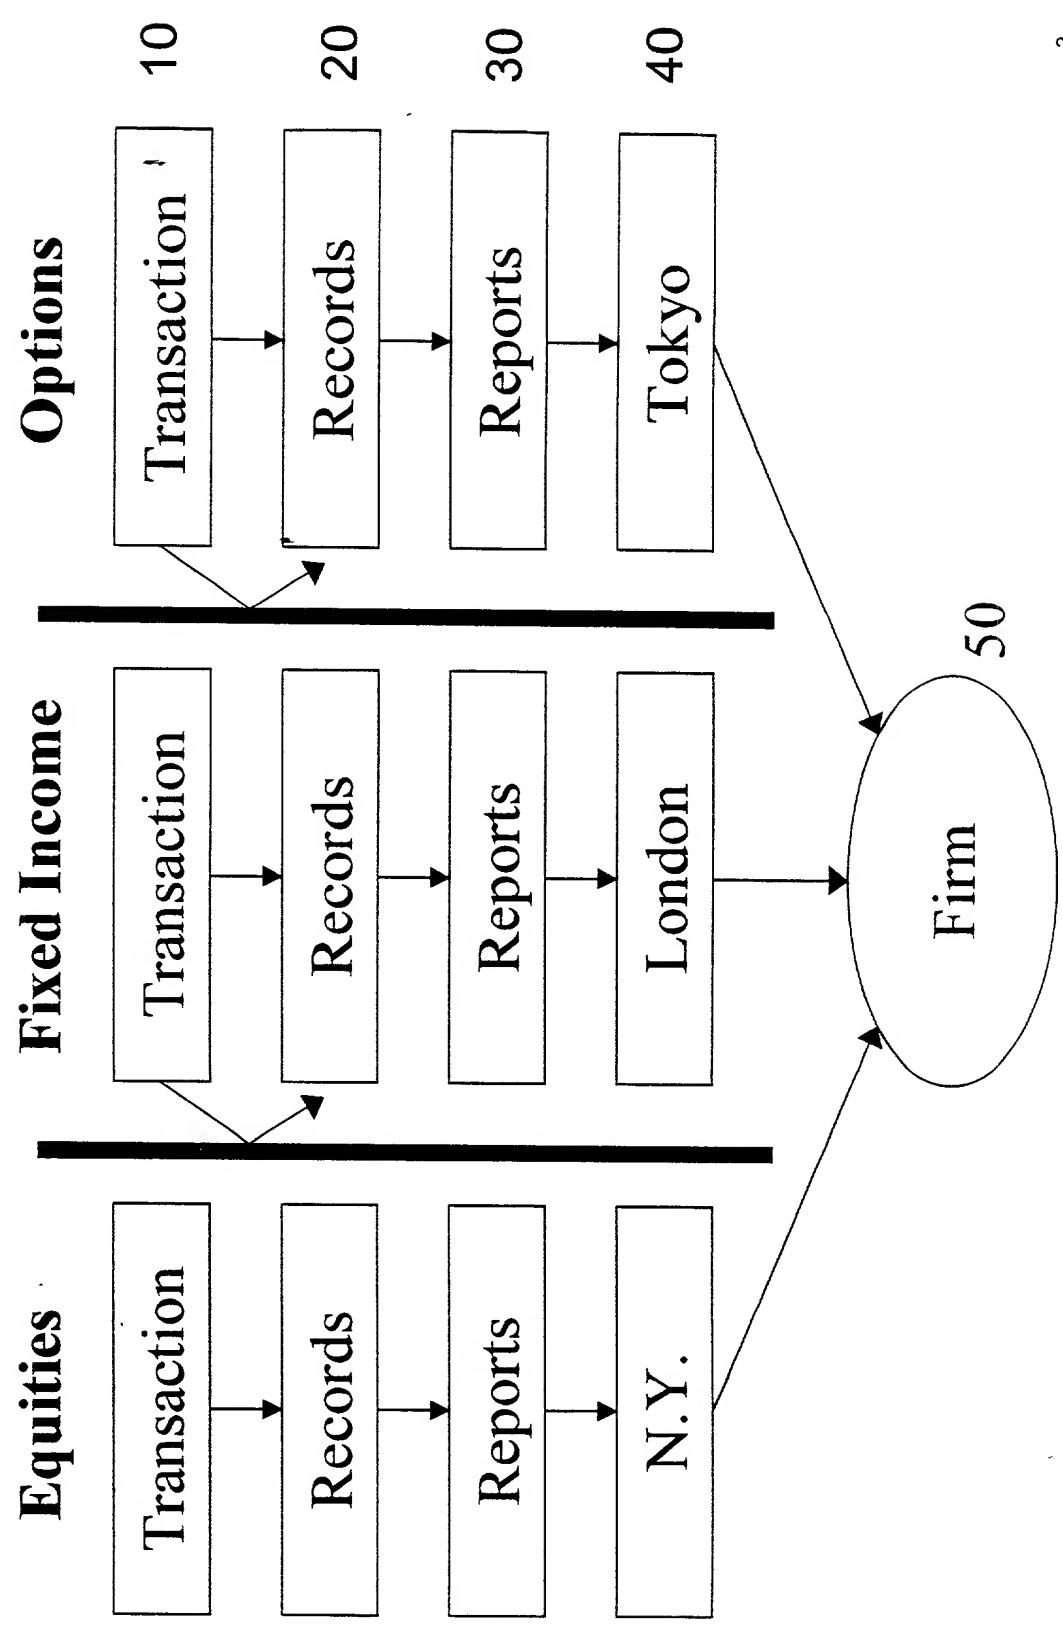 Equities Fixed Income Options
Transaction Transaction Transaction 10
Records Records Records 20
Reports Reports Reports 30
N.Y. London Tokyo 40
Firm 50